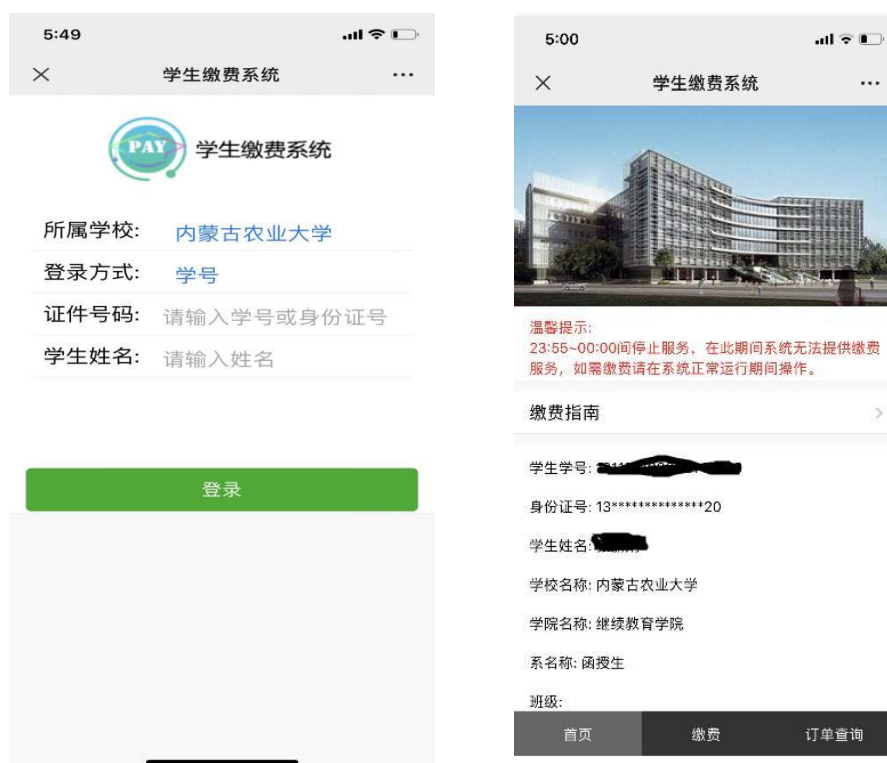 5:49
学生缴费系统
PAY 学生缴费系统
所属学校: 内蒙古农业大学
登录方式: 学号
证件号码: 请输入学号或身份证号
学生姓名: 请输入姓名
登录
5:00
学生缴费系统
温馨提示:
23:55~00:00间停止服务，在此期间系统无法提供缴费
服务，如需缴费请在系统正常运行期间操作。
缴费指南
学生学号:
身份证号: 13**************20
学生姓名:
学校名称: 内蒙古农业大学
学院名称: 继续教育学院
系名称: 函授生
班级:
首页 缴费 订单查询